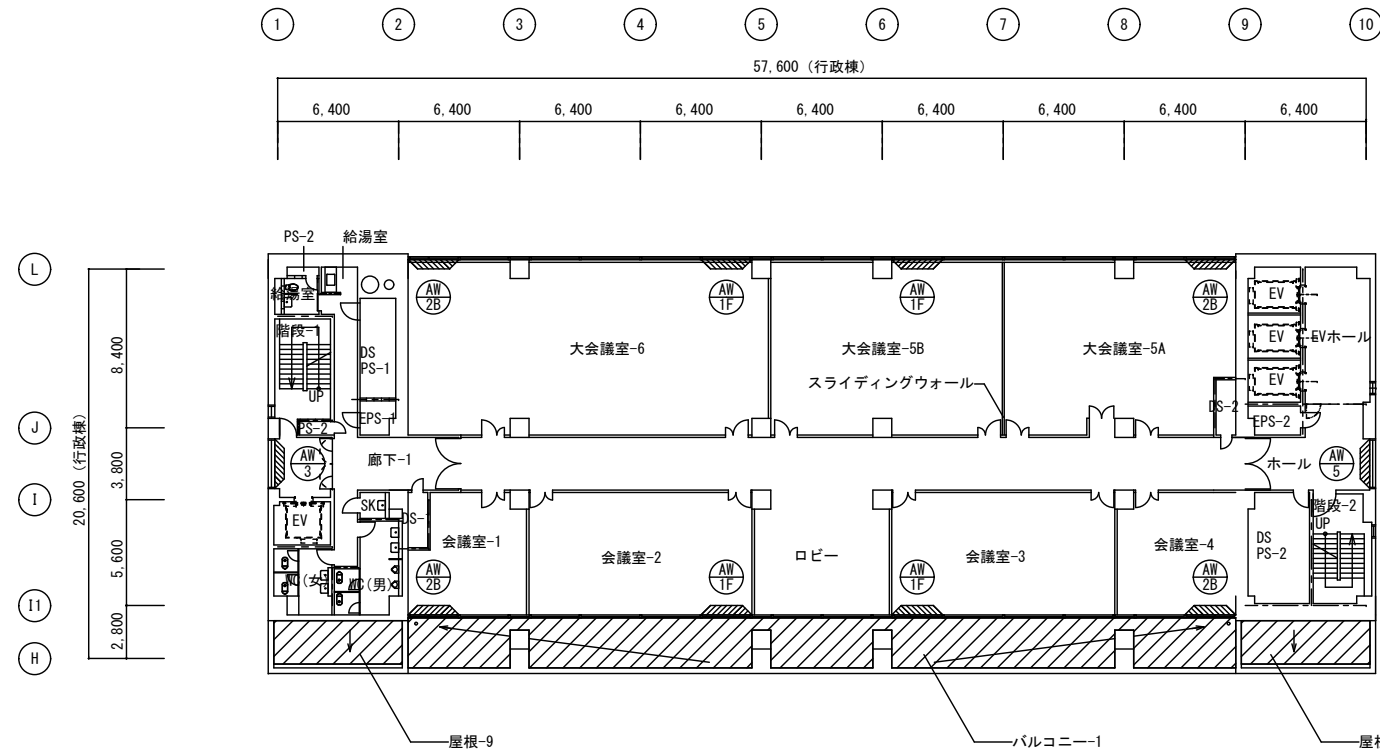 1 2 3 4 5 6 7 8 9 10
57,600 (行政棟)
6,400 6,400 6,400 6,400 6,400 6,400 6,400 6,400 6,400
PS-2 給湯室
L
給湯室
AW 2B
AW 1F
AW 1F
AW 2B
EV
階段-1
EV
EVホール
8,400
DS PS-1
大会議室-6
大会議室-5B
大会議室-5A
スライディングウォール
EV
UP
DS-2
EPS-1
EPS-2
J
PS-2
20,600 (行政棟)
3,800
AW 3
廊下-1
ホール
AW 5
I
SK
階段-2
UP
EV
会議室-1
会議室-2
ロビー
会議室-3
会議室-4
DS PS-2
5,600
WC(男)
AW 2B
AW 1F
AW 1F
AW 2B
I1
2,800
H
屋根-9
バルコニー-1